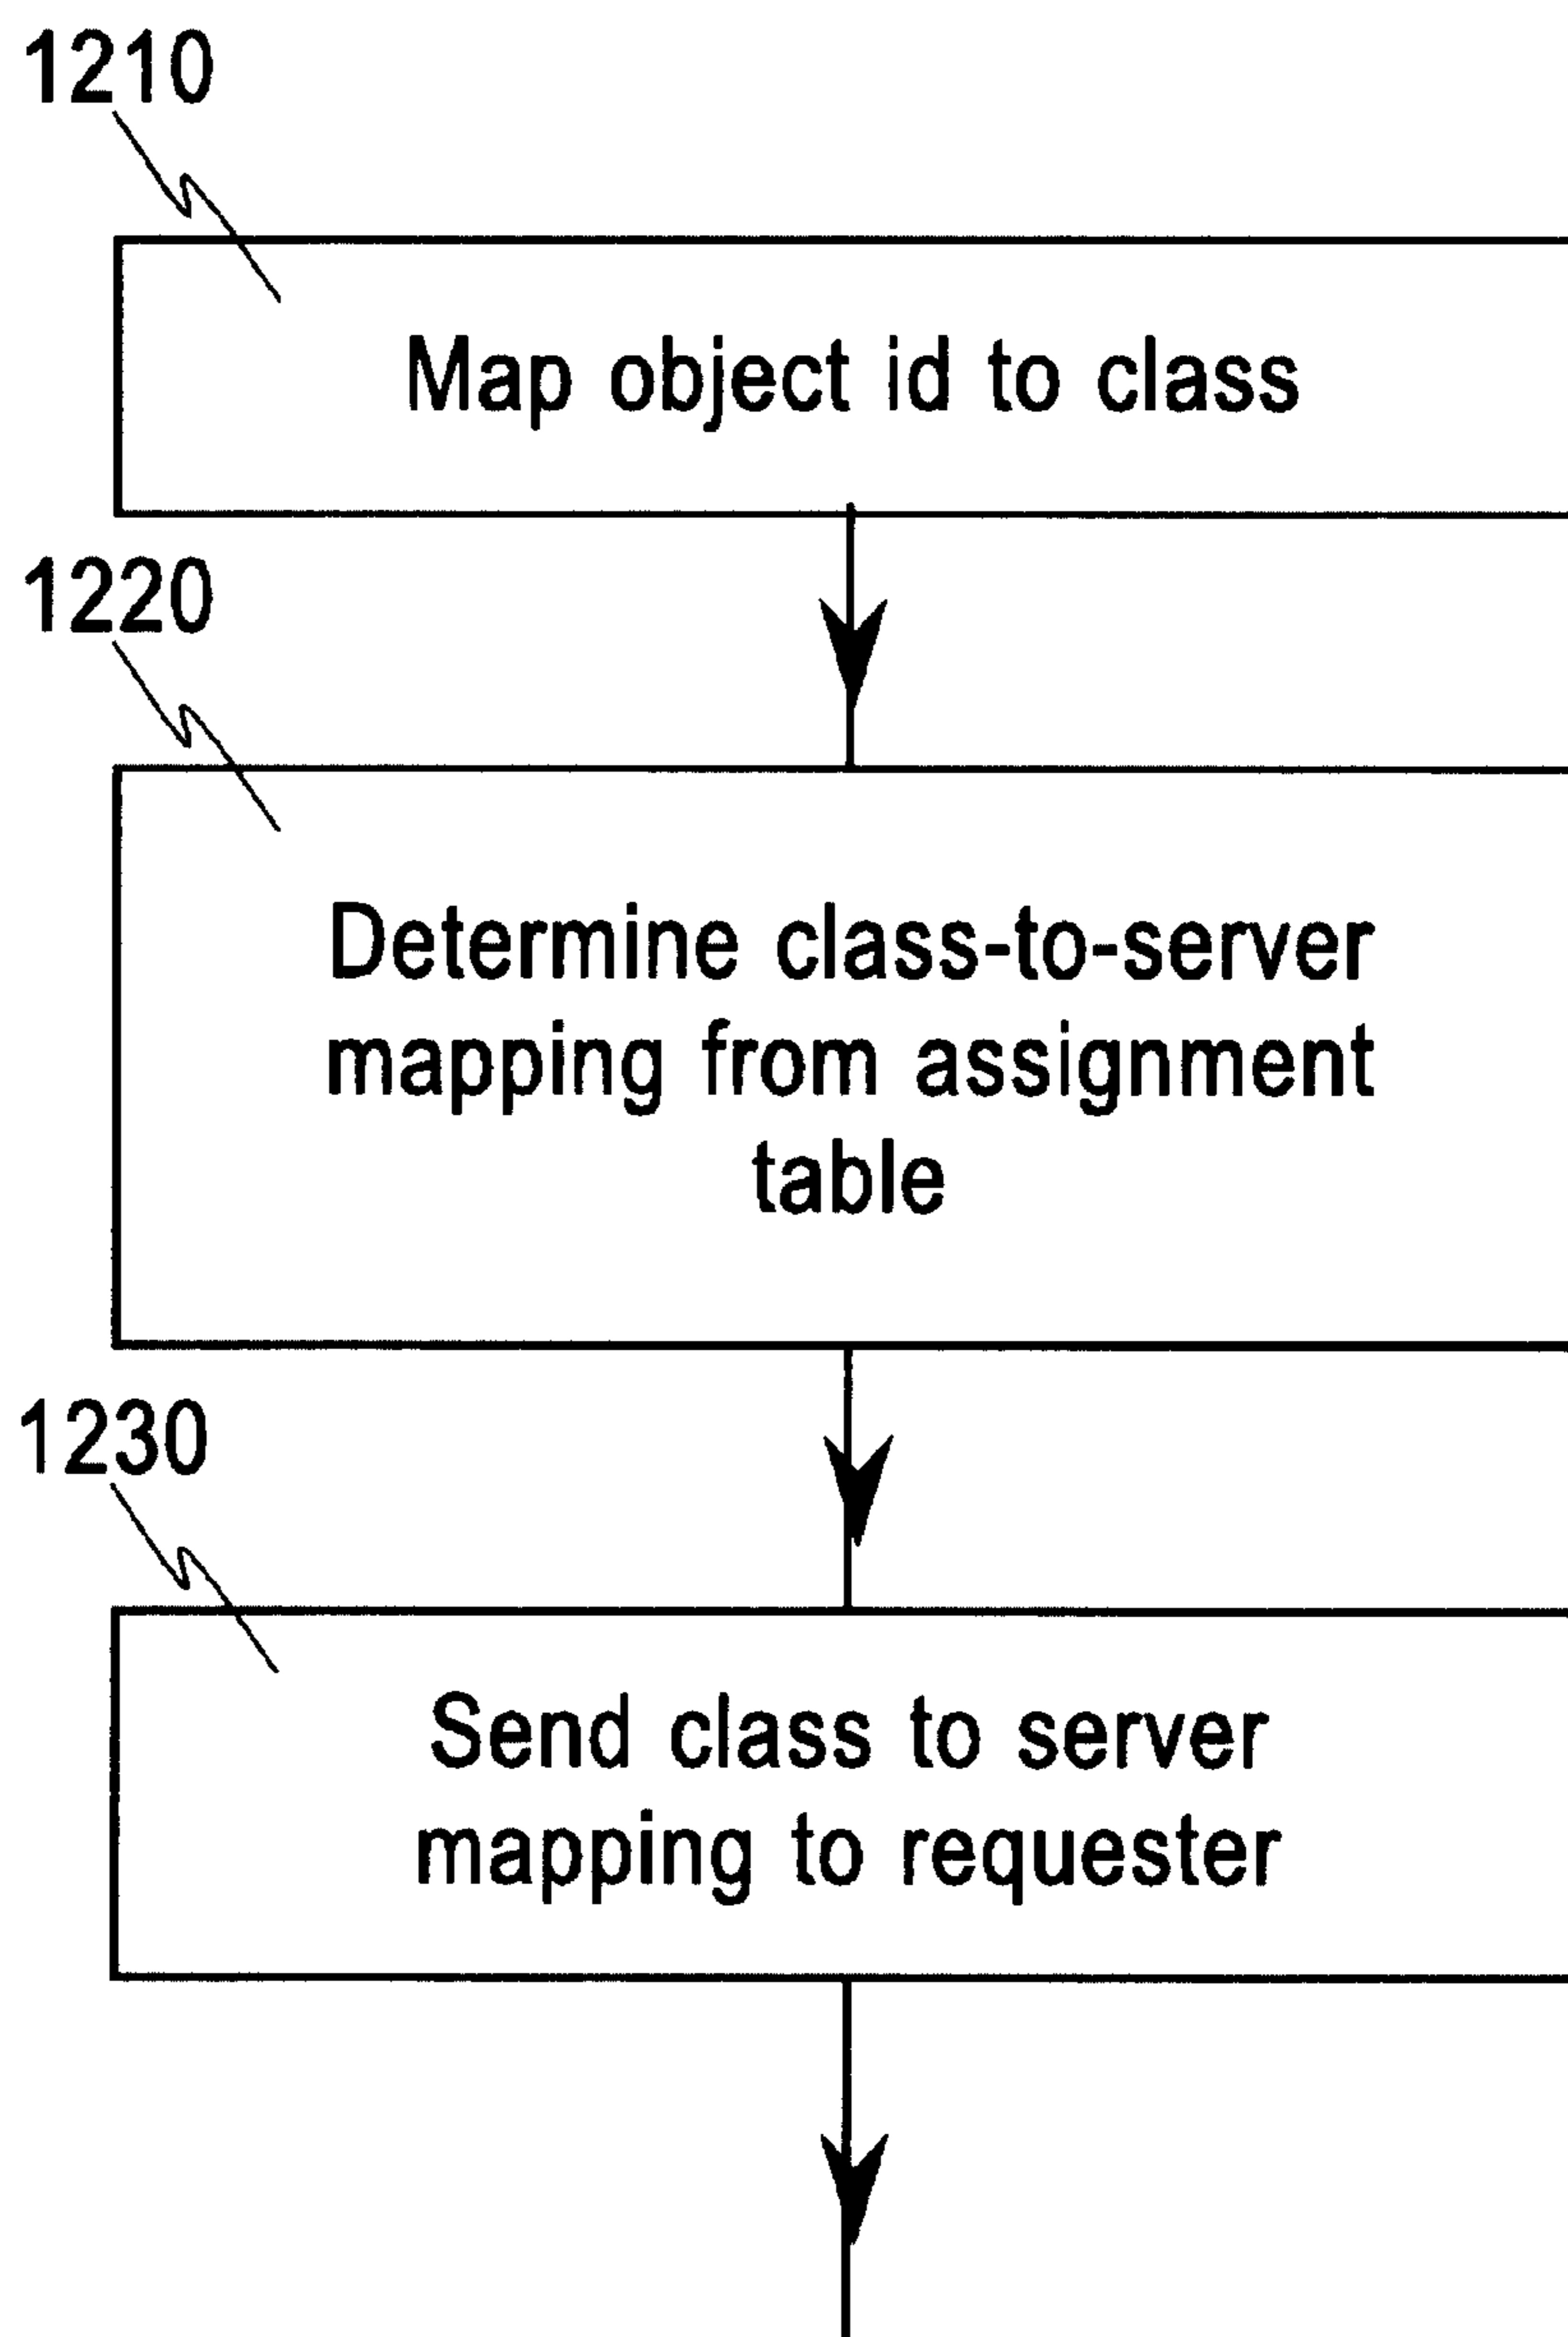 1210
Map object id to class
1220
Determine class-to-server
mapping from assignment
table
1230
Send class to server
mapping to requester